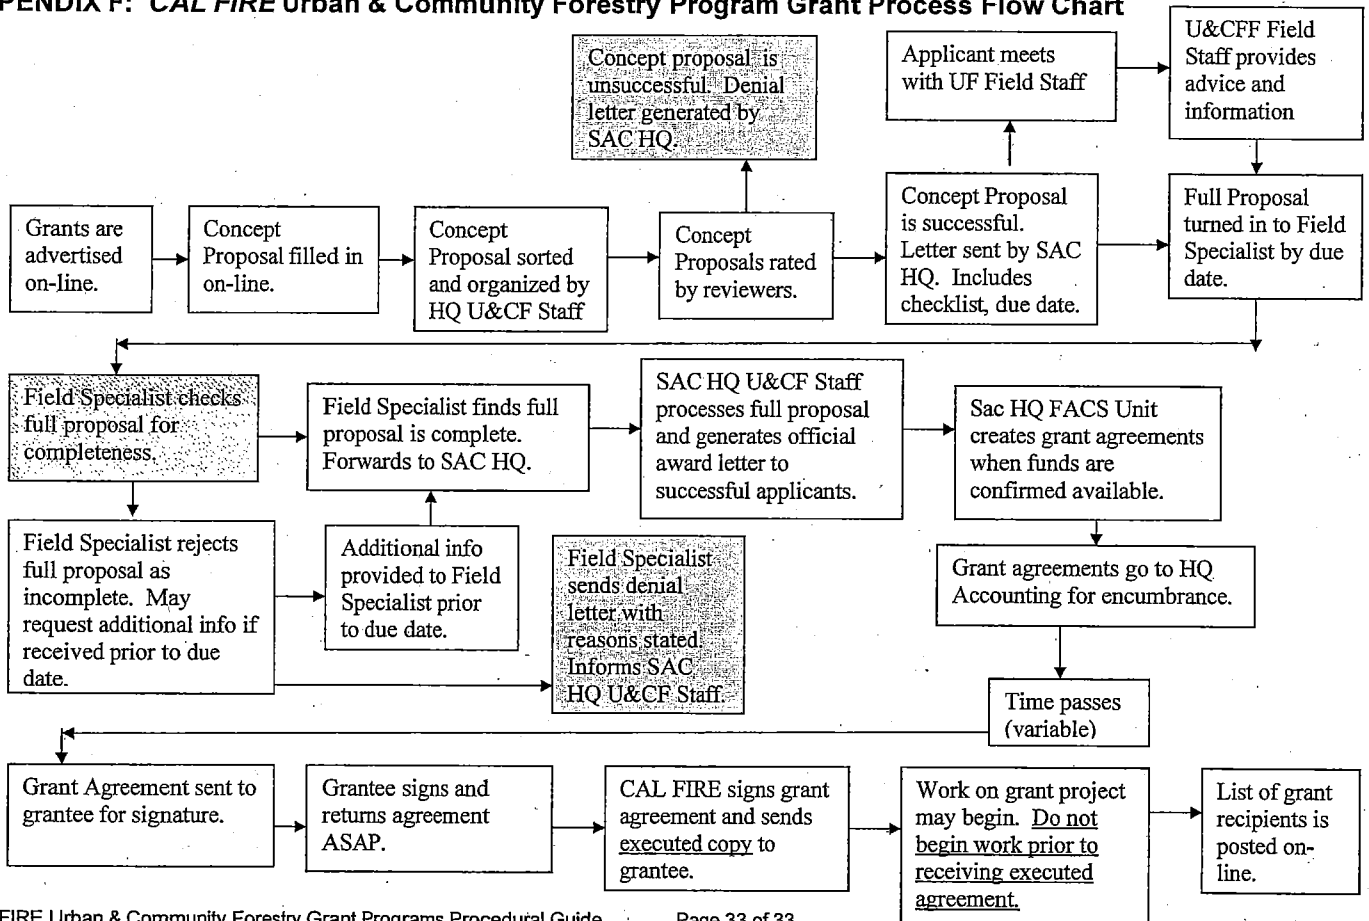 PENDIX F: CAL FIRE Urban & Community Forestry Program Grant Process Flow Chart
Concept proposal is
unsuccessful. Denial
letter generated by
SAC HQ.
Applicant meets
with UF Field Staff
U&CFF Field
Staff provides
advice and
information
Grants are
advertised
on-line.
Concept
Proposal filled in
on-line.
Concept
Proposal sorted
and organized by
HQ U&CF Staff
Concept
Proposals rated
by reviewers.
Concept Proposal
is successful.
Letter sent by SAC
HQ. Includes
checklist, due date.
Full Proposal
turned in to Field
Specialist by due
date.
Field Specialist checks
full proposal for
completeness.
Field Specialist finds full
proposal is complete.
Forwards to SAC HQ.
SAC HQ U&CF Staff
processes full proposal
and generates official
award letter to
successful applicants.
Sac HQ FACS Unit
creates grant agreements
when funds are
confirmed available.
Field Specialist rejects
full proposal as
incomplete. May
request additional info if
received prior to due
date.
Additional info
provided to Field
Specialist prior
to due date.
Field Specialist
sends denial
letter with
reasons stated.
Informs SAC
HQ U&CF Staff.
Grant agreements go to HQ
Accounting for encumbrance.
Time passes
(variable)
Grant Agreement sent to
grantee for signature.
Grantee signs and
returns agreement
ASAP.
CAL FIRE signs grant
agreement and sends
executed copy to
grantee.
Work on grant project
may begin. Do not
begin work prior to
receiving executed
agreement.
List of grant
recipients is
posted on-
line.
FIRE Urban & Community Forestry Grant Programs Procedural Guide Page 33 of 33